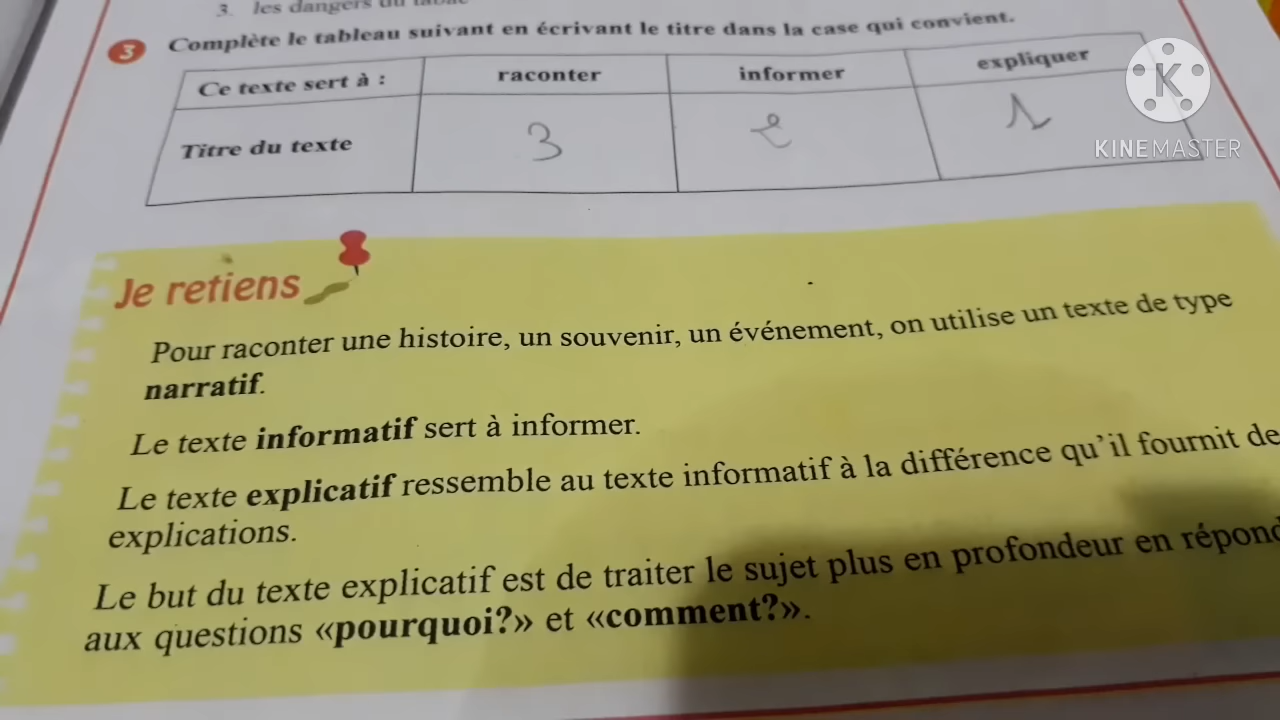 3. les dangers du tabac
3 Complète le tableau suivant en écrivant le titre dans la case qui convient.
Ce texte sert à : raconter informer expliquer
Titre du texte 3 2 1
K
KINEMASTER
Je retiens
Pour raconter une histoire, un souvenir, un événement, on utilise un texte de type
narratif.
Le texte informatif sert à informer.
Le texte explicatif ressemble au texte informatif à la différence qu'il fournit de
explications.
Le but du texte explicatif est de traiter le sujet plus en profondeur en répond
aux questions «pourquoi?» et «comment?».